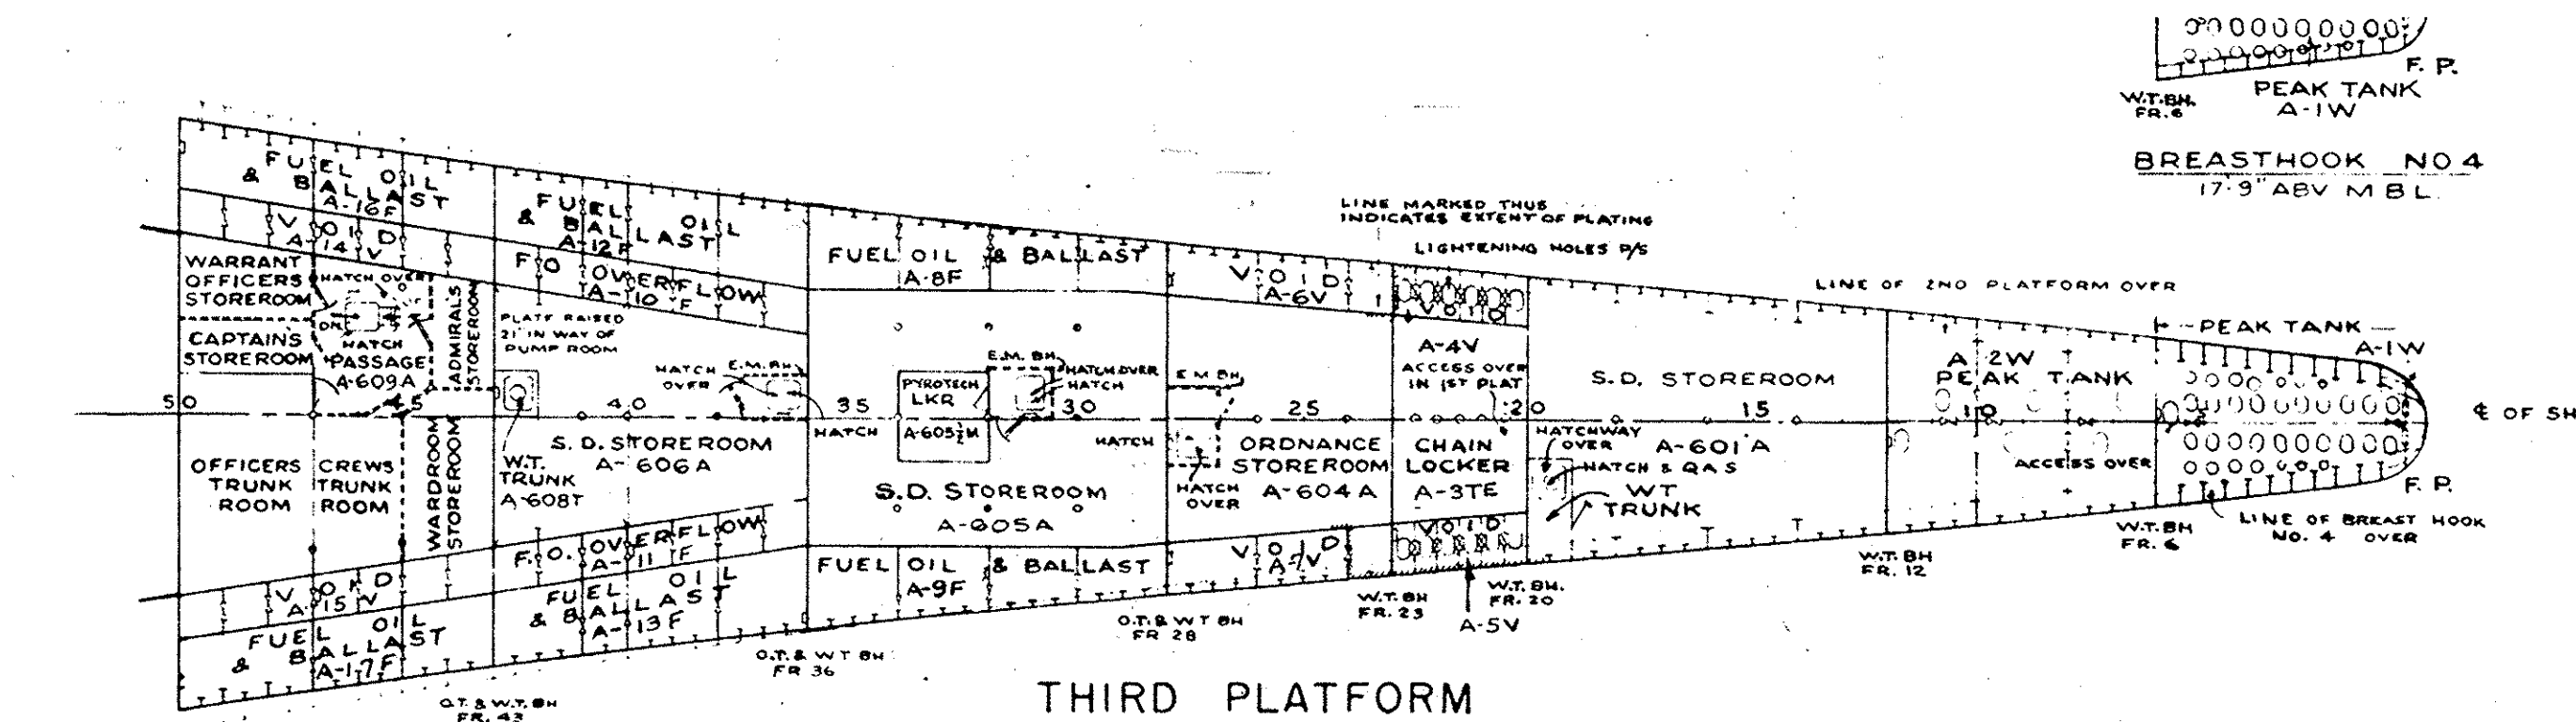 F. P.
W.T. BH.
FR. 6
PEAK TANK
A-1W
BREASTHOOK NO 4
17'-9" ABV M B L.
LINE MARKED THUS
INDICATES EXTENT OF PLATING
LIGHTENING HOLES P/S
LINE OF 2ND PLATFORM OVER
FUEL OIL
& BALLAST
A-16F
VOID
A-14V
FUEL OIL
& BALLAST
A-12F
F.O. OVERFLOW
A-10F
FUEL OIL & BALLAST
A-8F
VOID
A-6V
VOID
PEAK TANK
A-1W
WARRANT
OFFICERS
STOREROOM
HATCH OVER
DN
HATCH
CAPTAIN'S
STOREROOM
PASSAGE
A-609A
ADMIRAL'S
STOREROOM
PLATF RAISED
21" IN WAY OF
PUMP ROOM
HATCH
OVER
E.M. BH.
HATCH
PYROTECH
LKR
A-605½M
E.M. BH.
HATCH OVER
HATCH
E M BH
HATCH
A-4V
ACCESS OVER
IN 1ST PLAT
S. D. STOREROOM
A-601A
A 2W
PEAK TANK
50 45 40 35 30 25 20 15 10
₵ OF SH
OFFICERS
TRUNK
ROOM
CREWS
TRUNK
ROOM
WARDROOM
STOREROOM
W.T.
TRUNK
A-608T
S. D. STOREROOM
A-606A
S.D. STOREROOM
A-605A
HATCH
OVER
ORDNANCE
STOREROOM
A-604A
CHAIN
LOCKER
A-3TE
HATCHWAY
OVER
HATCH & QAS
WT
TRUNK
ACCESS OVER
F. P.
LINE OF BREAST HOOK
NO. 4 OVER
VOID
A-15V
FUEL OIL
& BALLAST
A-17F
F.O. OVERFLOW
A-11F
FUEL OIL
& BALLAST
A-13F
FUEL OIL & BALLAST
A-9F
VOID
A-7V
VOID
A-5V
O.T. & W.T. BH
FR. 43
O.T. & W T BH
FR 36
O.T. & W T BH
FR 28
W.T. BH
FR. 23
W.T. BH.
FR. 20
W.T. BH
FR. 12
W.T. BH
FR. 6
THIRD PLATFORM